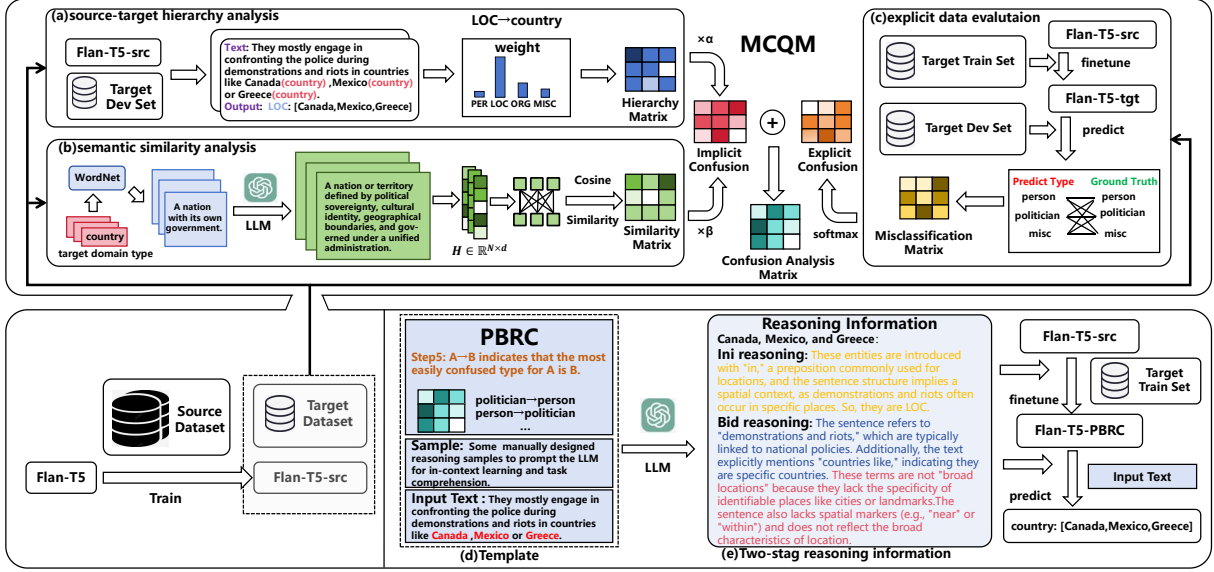 (a)source-target hierarchy analysis
Flan-T5-src
Target
Dev Set
Text: They mostly engage in
confronting the police during
demonstrations and riots in countries
like Canada(country) ,Mexico(country)
or Greece(country).
Output: LOC: [Canada,Mexico,Greece]
LOC→country
weight
PER LOC ORG MISC
Hierarchy
Matrix
×α
MCQM
(b)semantic similarity analysis
WordNet
country
target domain type
A nation
with its own
government.
LLM
A nation or territory
defined by political
sovereignty, cultural
identity, geographical
boundaries, and gov-
erned under a unified
administration.
H ∈ ℝ^{N×d}
Cosine
Similarity
Similarity
Matrix
×β
Implicit
Confusion
Explicit
Confusion
Confusion Analysis
Matrix
softmax
(c)explicit data evalutaion
Target Train Set
Flan-T5-src
finetune
Flan-T5-tgt
Target Dev Set
predict
Misclassification
Matrix
Predict Type Ground Truth
person person
politician politician
misc misc
Flan-T5
Source
Dataset
Train
Target
Dataset
Flan-T5-src
PBRC
Step5: A→B indicates that the most
easily confused type for A is B.
politician→person
person→politician
...
Sample: Some manually designed
reasoning samples to prompt the LLM
for in-context learning and task
comprehension.
Input Text : They mostly engage in
confronting the police during
demonstrations and riots in countries
like Canada ,Mexico or Greece.
(d)Template
LLM
Reasoning Information
Canada, Mexico, and Greece:
Ini reasoning: These entities are introduced
with "in," a preposition commonly used for
locations, and the sentence structure implies a
spatial context, as demonstrations and riots often
occur in specific places. So, they are LOC.
Bid reasoning: The sentence refers to
"demonstrations and riots," which are typically
linked to national policies. Additionally, the text
explicitly mentions "countries like," indicating they
are specific countries. These terms are not "broad
locations" because they lack the specificity of
identifiable places like cities or landmarks.The
sentence also lacks spatial markers (e.g., "near" or
"within") and does not reflect the broad
characteristics of location.
(e)Two-stag reasoning information
Flan-T5-src
Target
Train Set
finetune
Flan-T5-PBRC
Input Text
predict
country: [Canada,Mexico,Greece]